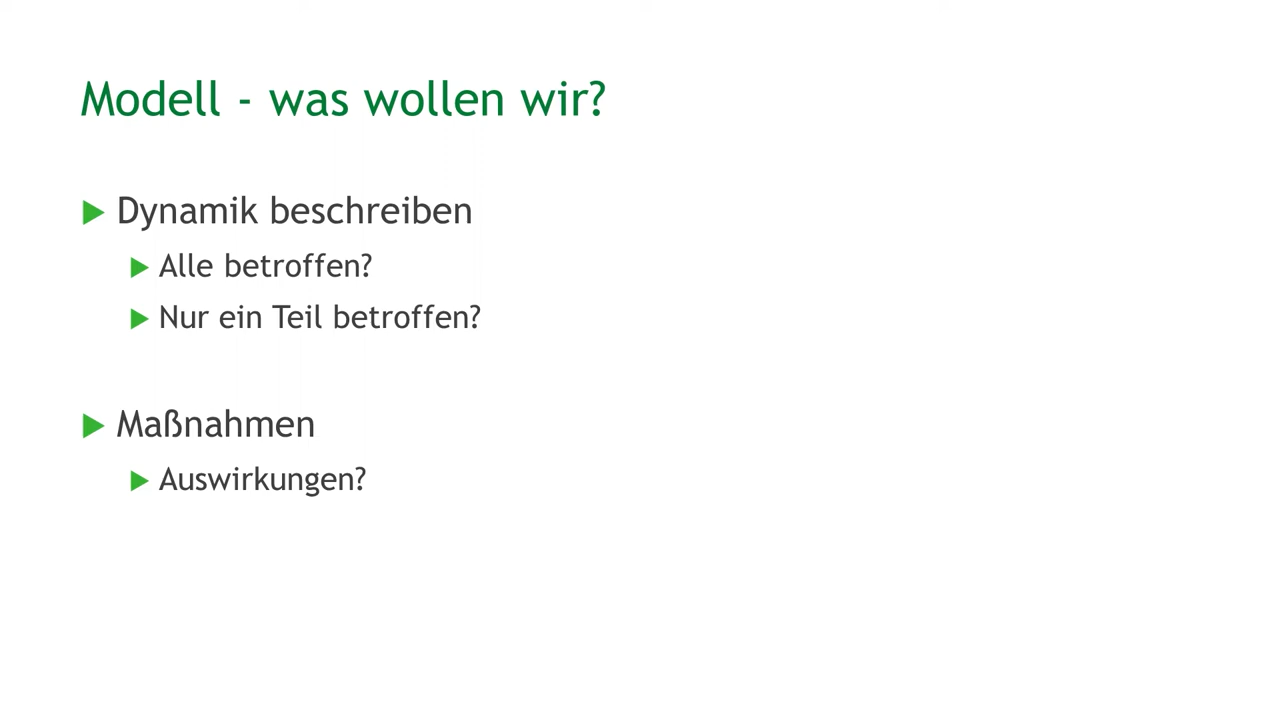 Modell - was wollen wir?
Dynamik beschreiben
Alle betroffen?
Nur ein Teil betroffen?
Maßnahmen
Auswirkungen?